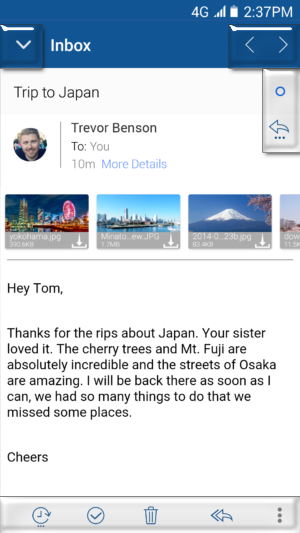 4G 2:37PM
Inbox
Trip to Japan
Trevor Benson
To: You
10m More Details
yokohama.jpg
393.6KB
Minato...ew.JPG
1.7MB
2014-0...23b.jpg
83.4KB
dow
11.5K
Hey Tom,
Thanks for the rips about Japan. Your sister
loved it. The cherry trees and Mt. Fuji are
absolutely incredible and the streets of Osaka
are amazing. I will be back there as soon as I
can, we had so many things to do that we
missed some places.
Cheers